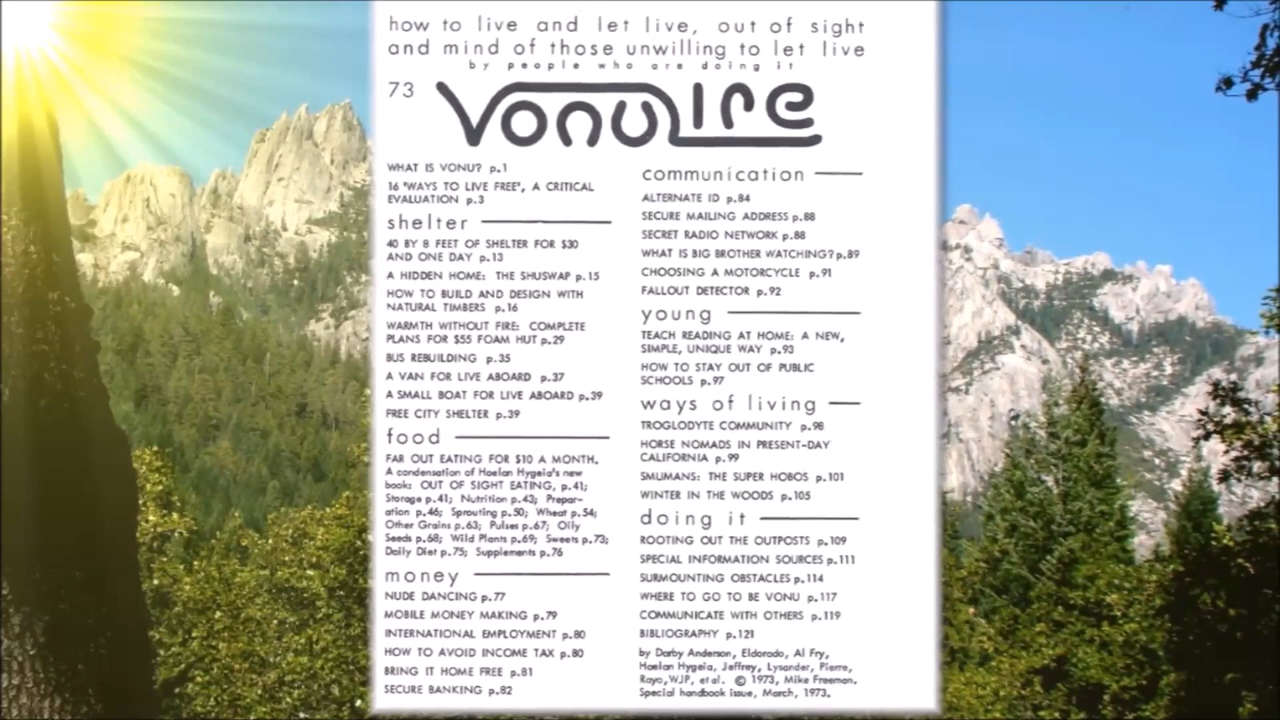 how to live and let live, out of sight
and mind of those unwilling to let live
by people who are doing it
73
VONULIFE
WHAT IS VONU? p.1
16 "WAYS TO LIVE FREE", A CRITICAL
EVALUATION p.3
shelter
40 BY 8 FEET OF SHELTER FOR $30
AND ONE DAY p.13
A HIDDEN HOME: THE SHUSWAP p.15
HOW TO BUILD AND DESIGN WITH
NATURAL TIMBERS p.16
WARMTH WITHOUT FIRE: COMPLETE
PLANS FOR $55 FOAM HUT p.29
BUS REBUILDING p.35
A VAN FOR LIVE ABOARD p.37
A SMALL BOAT FOR LIVE ABOARD p.39
FREE CITY SHELTER p.39
food
FAR OUT EATING FOR $10 A MONTH.
A condensation of Haelan Hygeia's new
book: OUT OF SIGHT EATING, p.41;
Storage p.41; Nutrition p.43; Prepar-
ation p.46; Sprouting p.50; Wheat p.54;
Other Grains p.63; Pulses p.67; Oily
Seeds p.68; Wild Plants p.69; Sweets p.73;
Daily Diet p.75; Supplements p.76
money
NUDE DANCING p.77
MOBILE MONEY MAKING p.79
INTERNATIONAL EMPLOYMENT p.80
HOW TO AVOID INCOME TAX p.80
BRING IT HOME FREE p.81
SECURE BANKING p.82
communication
ALTERNATE ID p.84
SECURE MAILING ADDRESS p.88
SECRET RADIO NETWORK p.88
WHAT IS BIG BROTHER WATCHING? p.89
CHOOSING A MOTORCYCLE p.91
FALLOUT DETECTOR p.92
young
TEACH READING AT HOME: A NEW,
SIMPLE, UNIQUE WAY p.93
HOW TO STAY OUT OF PUBLIC
SCHOOLS p.97
ways of living
TROGLODYTE COMMUNITY p.98
HORSE NOMADS IN PRESENT-DAY
CALIFORNIA p.99
SMUMANS: THE SUPER HOBOS p.101
WINTER IN THE WOODS p.105
doing it
ROOTING OUT THE OUTPOSTS p.109
SPECIAL INFORMATION SOURCES p.111
SURMOUNTING OBSTACLES p.114
WHERE TO GO TO BE VONU p.117
COMMUNICATE WITH OTHERS p.119
BIBLIOGRAPHY p.121
by Darby Anderson, Eldorado, Al Fry,
Haelan Hygeia, Jeffrey, Lysander, Pierre,
Rayo, WJP, et al. © 1973, Mike Freeman.
Special handbook issue, March, 1973.